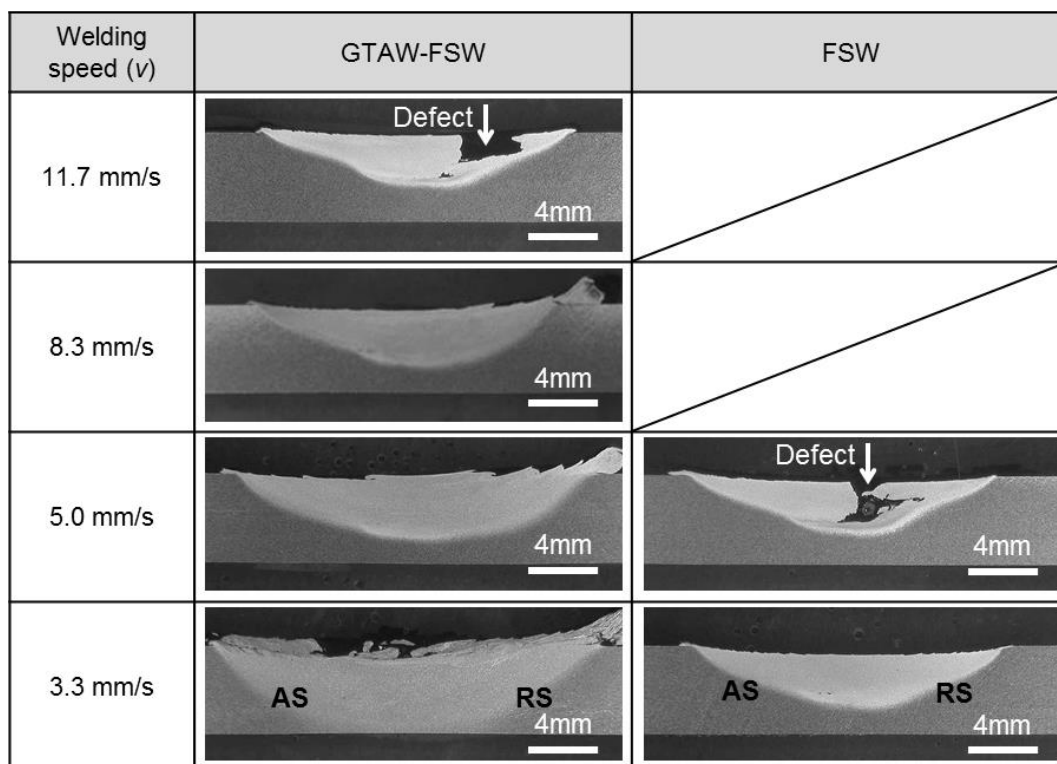 Welding
speed (v)
GTAW-FSW
FSW
11.7 mm/s
Defect
4mm
8.3 mm/s
4mm
5.0 mm/s
4mm
Defect
4mm
3.3 mm/s
AS
RS
4mm
AS
RS
4mm